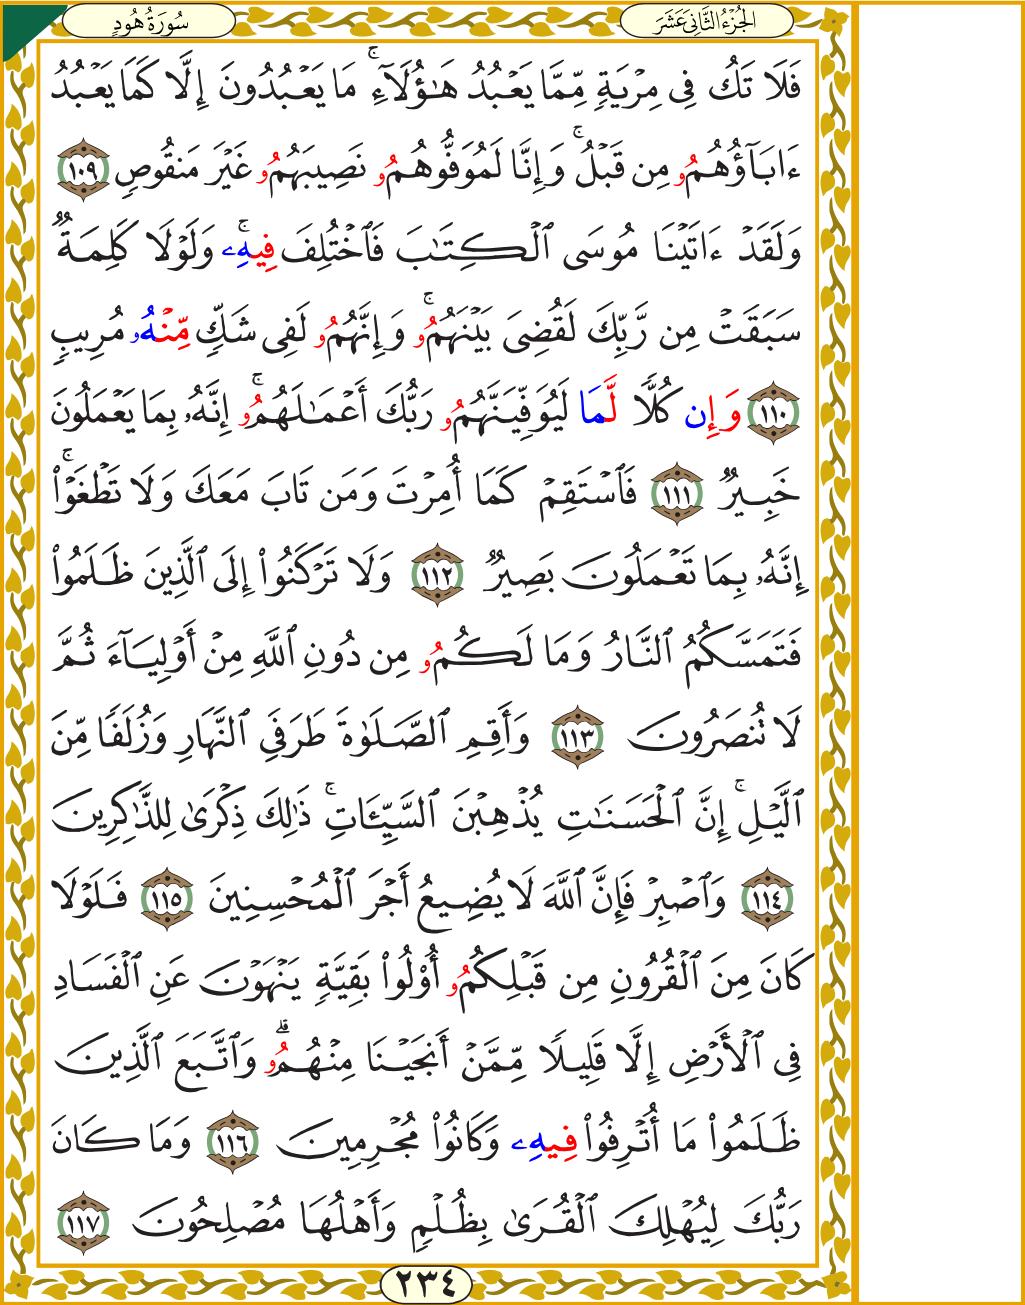 سُورَةُ هُودٍ
الجُزْءُ الثَّانِيَ عَشَرَ
فَلَا تَكُ فِي مِرْيَةٍ مِّمَّا يَعْبُدُ هَٰٓؤُلَآءِۚ مَا يَعْبُدُونَ إِلَّا كَمَا يَعْبُدُ
ءَابَآؤُهُمُۥ مِن قَبْلُۚ وَإِنَّا لَمُوَفُّوهُمُۥ نَصِيبَهُمُۥ غَيْرَ مَنقُوصٍ ١٠٩
وَلَقَدْ ءَاتَيْنَا مُوسَى ٱلْكِتَٰبَ فَٱخْتُلِفَ فِيهِۦۚ وَلَوْلَا كَلِمَةٌ
سَبَقَتْ مِن رَّبِّكَ لَقُضِىَ بَيْنَهُمُۥۚ وَإِنَّهُمُۥ لَفِى شَكٍّ مِّنْهُۥ مُرِيبٍ
١١٠ وَإِن كُلًّا لَّمَا لَيُوَفِّيَنَّهُمُۥ رَبُّكَ أَعْمَٰلَهُمُۥۚ إِنَّهُۥ بِمَا يَعْمَلُونَ
خَبِيرٌ ١١١ فَٱسْتَقِمْ كَمَا أُمِرْتَ وَمَن تَابَ مَعَكَ وَلَا تَطْغَوْا۟ۚ
إِنَّهُۥ بِمَا تَعْمَلُونَ بَصِيرٌ ١١٢ وَلَا تَرْكَنُوا۟ إِلَى ٱلَّذِينَ ظَلَمُوا۟
فَتَمَسَّكُمُ ٱلنَّارُ وَمَا لَكُمُۥ مِن دُونِ ٱللَّهِ مِنْ أَوْلِيَآءَ ثُمَّ
لَا تُنصَرُونَ ١١٣ وَأَقِمِ ٱلصَّلَوٰةَ طَرَفَىِ ٱلنَّهَارِ وَزُلَفًا مِّنَ
ٱلَّيْلِۚ إِنَّ ٱلْحَسَنَٰتِ يُذْهِبْنَ ٱلسَّيِّـَٔاتِۚ ذَٰلِكَ ذِكْرَىٰ لِلذَّٰكِرِينَ
١١٤ وَٱصْبِرْ فَإِنَّ ٱللَّهَ لَا يُضِيعُ أَجْرَ ٱلْمُحْسِنِينَ ١١٥ فَلَوْلَا
كَانَ مِنَ ٱلْقُرُونِ مِن قَبْلِكُمُۥ أُو۟لُوا۟ بَقِيَّةٍ يَنْهَوْنَ عَنِ ٱلْفَسَادِ
فِى ٱلْأَرْضِ إِلَّا قَلِيلًا مِّمَّنْ أَنجَيْنَا مِنْهُمُۥۗ وَٱتَّبَعَ ٱلَّذِينَ
ظَلَمُوا۟ مَا أُتْرِفُوا۟ فِيهِۦ وَكَانُوا۟ مُجْرِمِينَ ١١٦ وَمَا كَانَ
رَبُّكَ لِيُهْلِكَ ٱلْقُرَىٰ بِظُلْمٍ وَأَهْلُهَا مُصْلِحُونَ ١١٧
٢٣٤